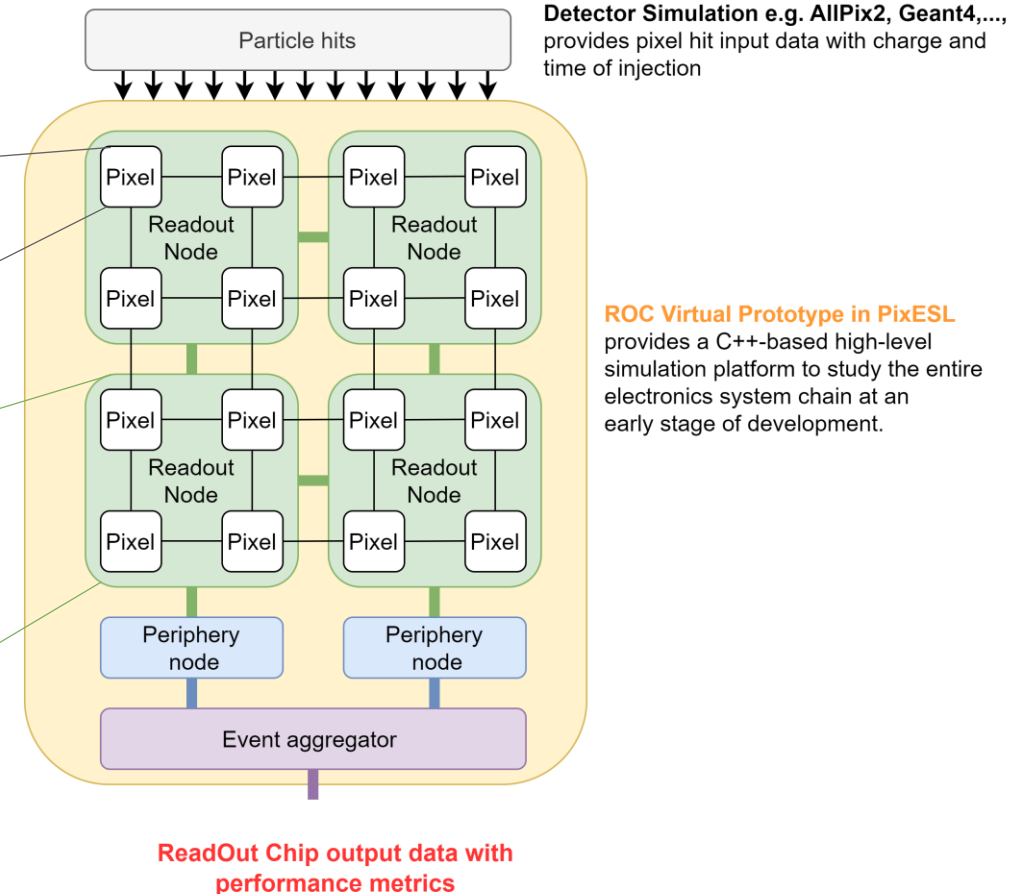 Particle hits
Detector Simulation e.g. AllPix2, Geant4,...,
provides pixel hit input data with charge and
time of injection
Pixel
Pixel
Pixel
Pixel
Readout
Node
Readout
Node
Pixel
Pixel
Pixel
Pixel
ROC Virtual Prototype in PixESL
provides a C++-based high-level
simulation platform to study the entire
electronics system chain at an
early stage of development.
Pixel
Pixel
Pixel
Pixel
Readout
Node
Readout
Node
Pixel
Pixel
Pixel
Pixel
Periphery
node
Periphery
node
Event aggregator
ReadOut Chip output data with
performance metrics